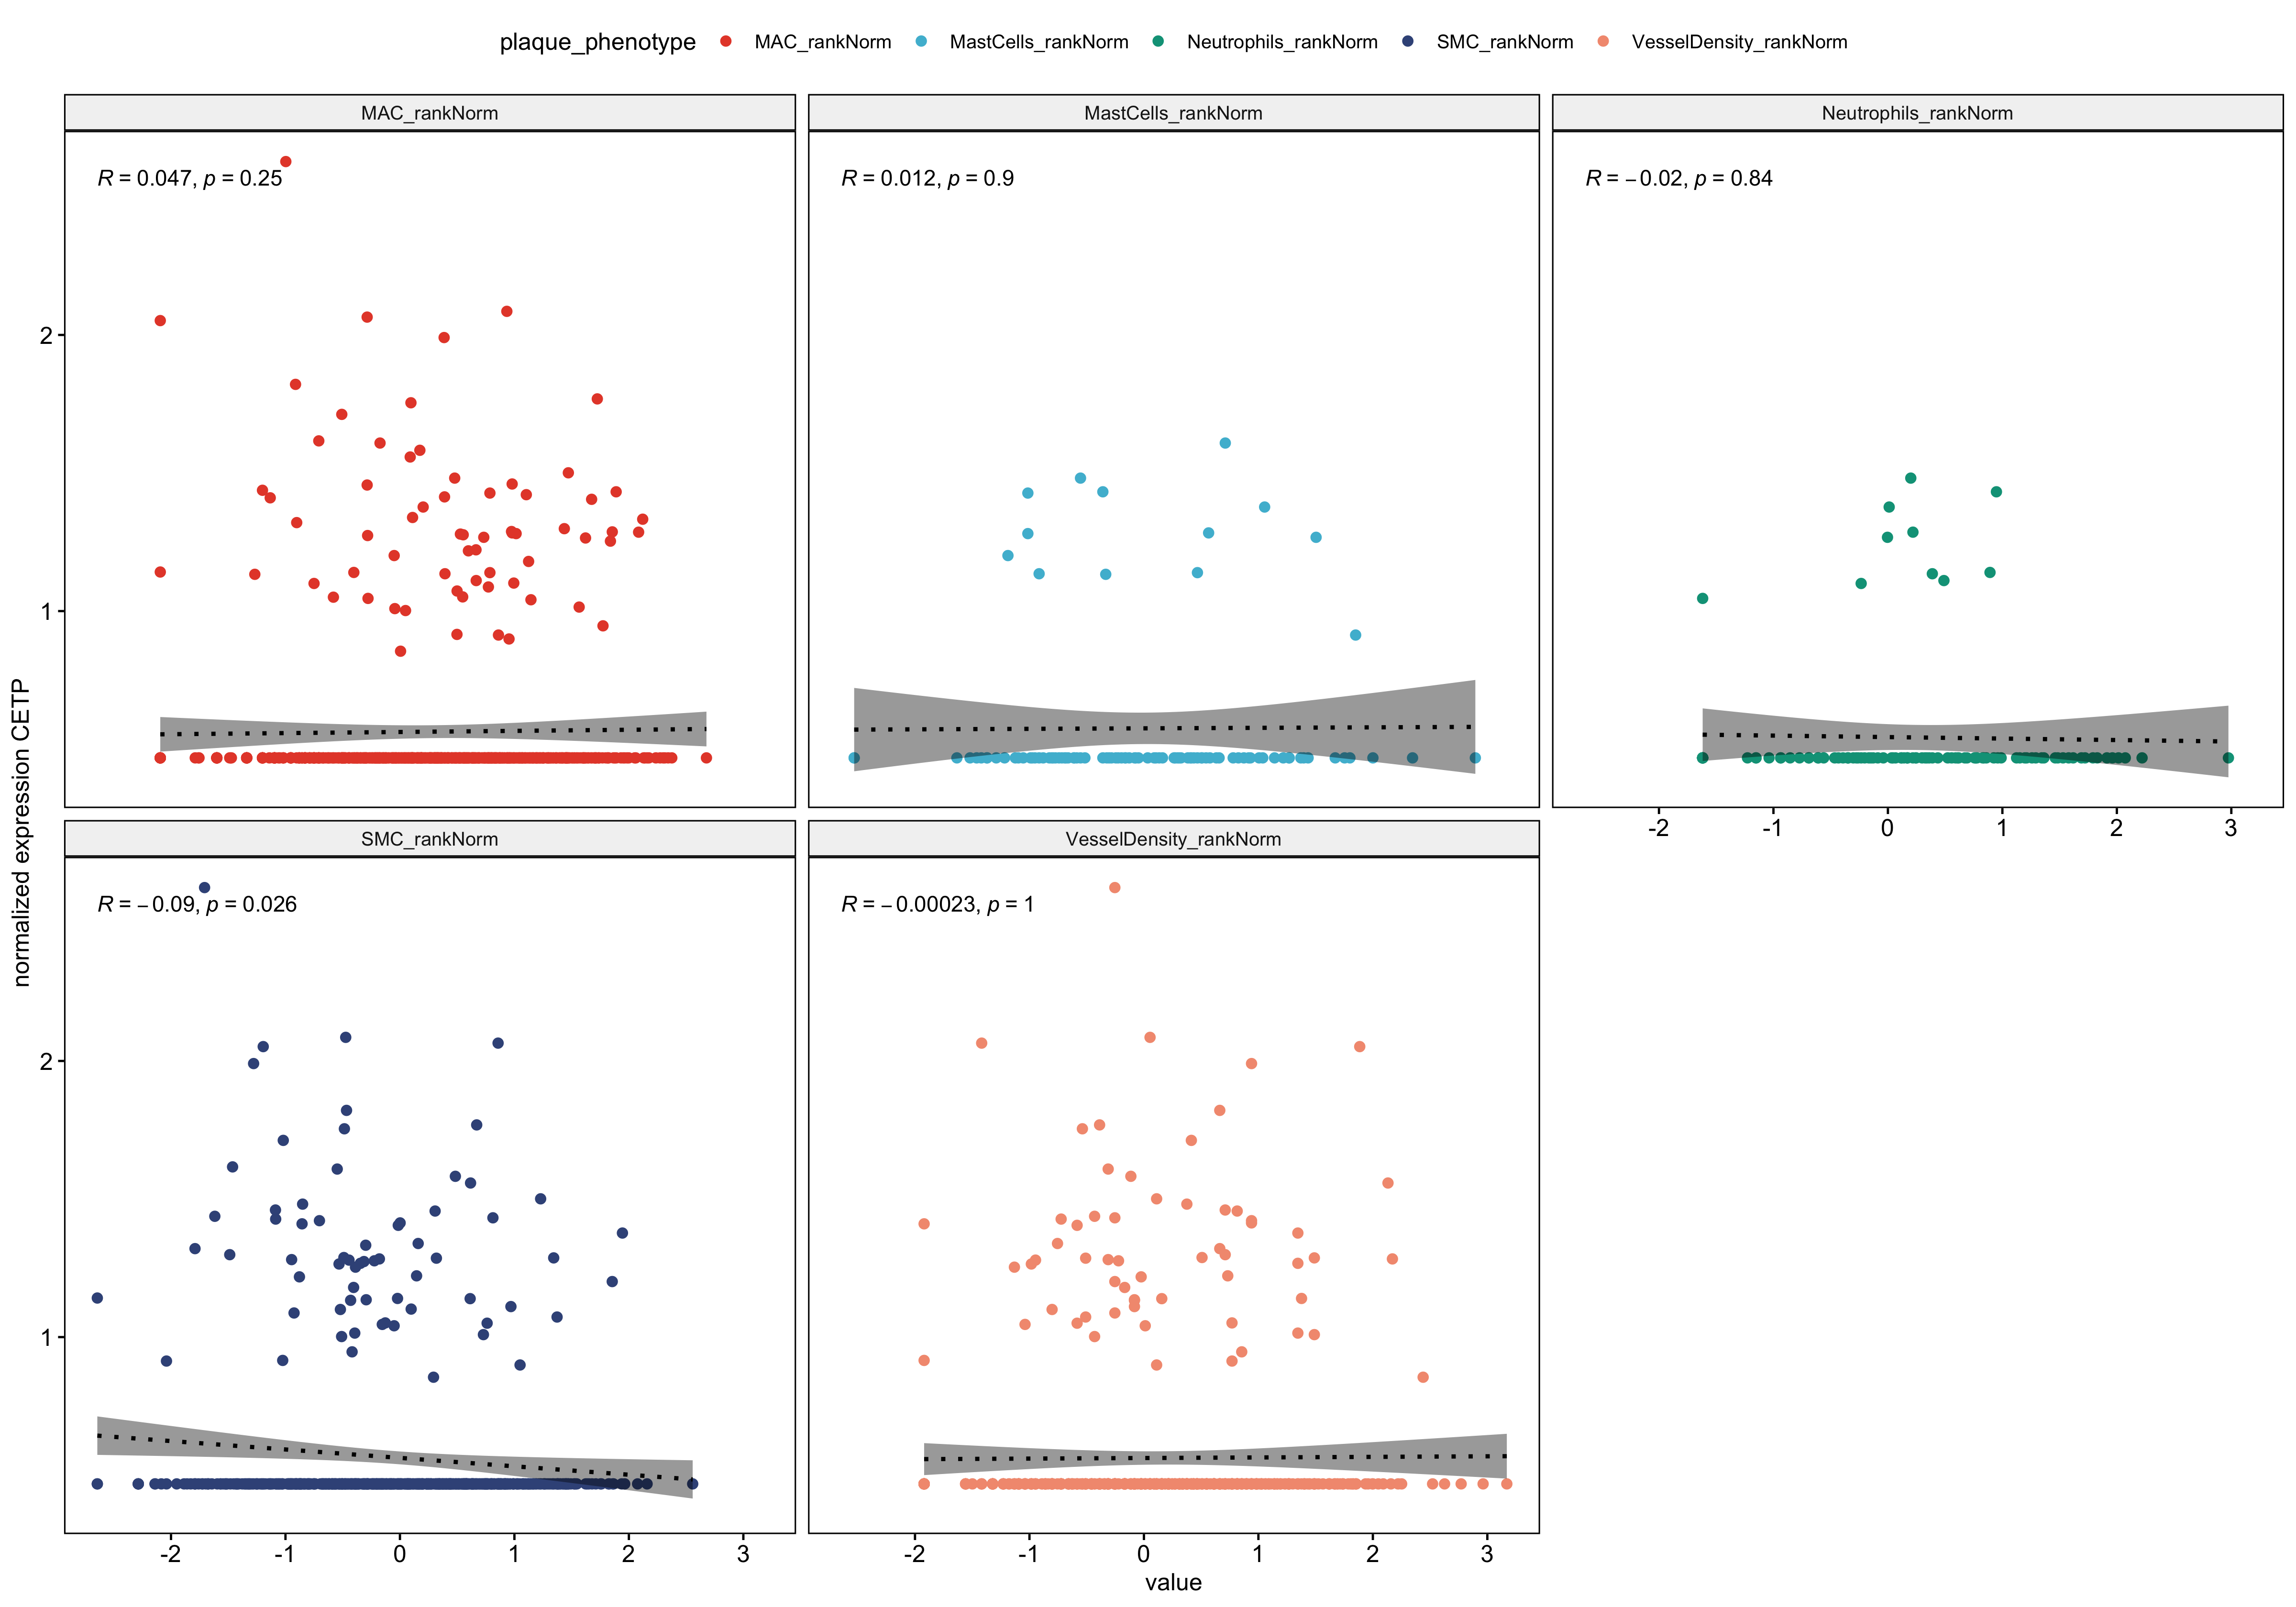 plaque_phenotype MAC_rankNorm MastCells_rankNorm Neutrophils_rankNorm SMC_rankNorm VesselDensity_rankNorm
MAC_rankNorm MastCells_rankNorm Neutrophils_rankNorm
R = 0.047, p = 0.25 R = 0.012, p = 0.9 R = −0.02, p = 0.84
2
1
-2 -1 0 1 2 3
normalized expression CETP
SMC_rankNorm VesselDensity_rankNorm
R = −0.09, p = 0.026 R = −0.00023, p = 1
2
1
-2 -1 0 1 2 3 -2 -1 0 1 2 3
value